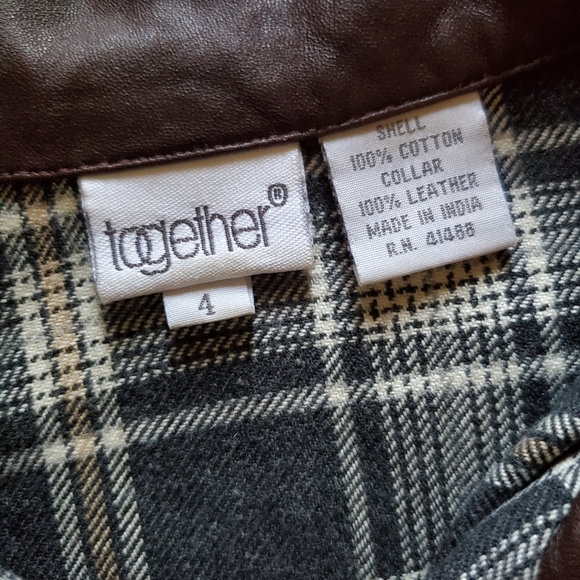 together®
4
SHELL
100% COTTON
COLLAR
100% LEATHER
MADE IN INDIA
R.N. 41488